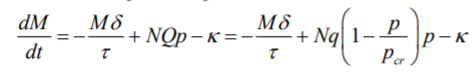 dM/dt = −Mδ/τ + NQp − κ = −Mδ/τ + Nq(1 − p/p_cr)p − κ